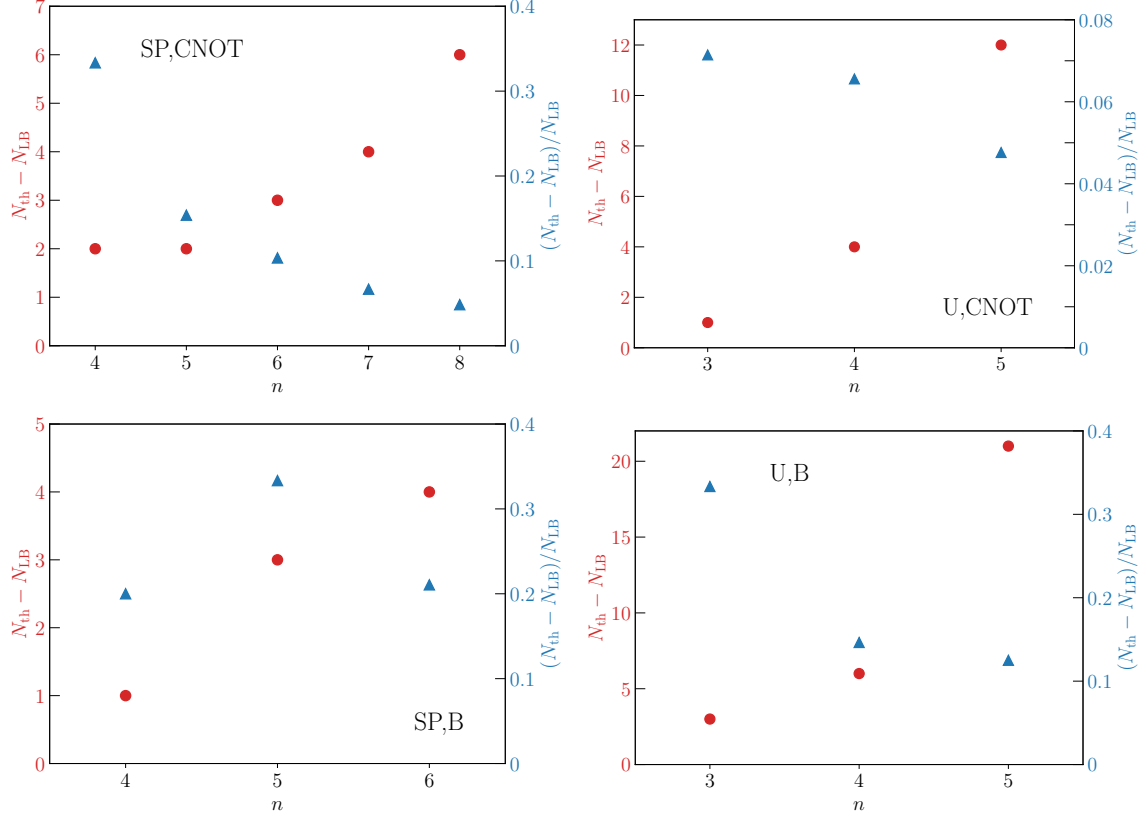 SP,CNOT
7
6
5
4
3
2
1
0
N_th − N_LB
0.4
0.3
0.2
0.1
0
(N_th − N_LB)/N_LB
4 5 6 7 8
n
U,CNOT
12
10
8
6
4
2
0
N_th − N_LB
0.08
0.06
0.04
0.02
0
(N_th − N_LB)/N_LB
3 4 5
n
SP,B
5
4
3
2
1
0
N_th − N_LB
0.4
0.3
0.2
0.1
0
(N_th − N_LB)/N_LB
4 5 6
n
U,B
20
15
10
5
0
N_th − N_LB
0.4
0.3
0.2
0.1
0
(N_th − N_LB)/N_LB
3 4 5
n